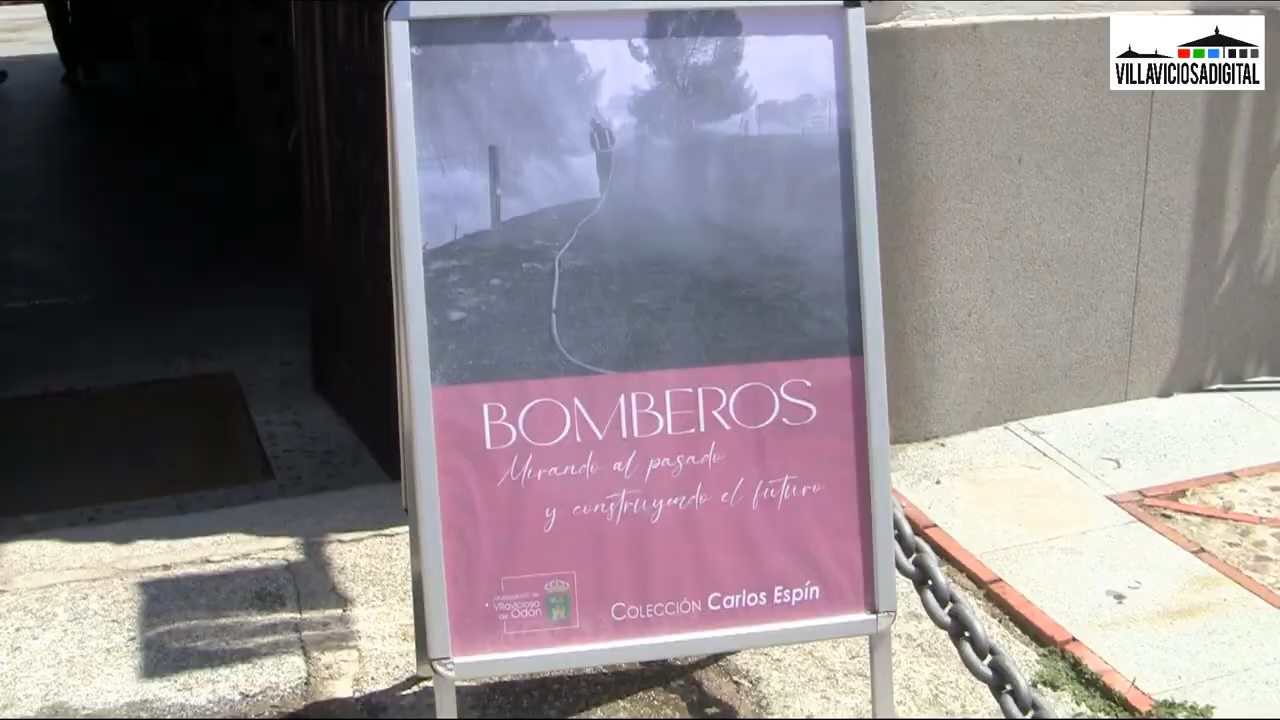 VILLAVICIOSADIGITAL
BOMBEROS
Mirando al pasado
y construyendo el futuro
Villaviciosa
de Odón
COLECCIÓN Carlos Espín